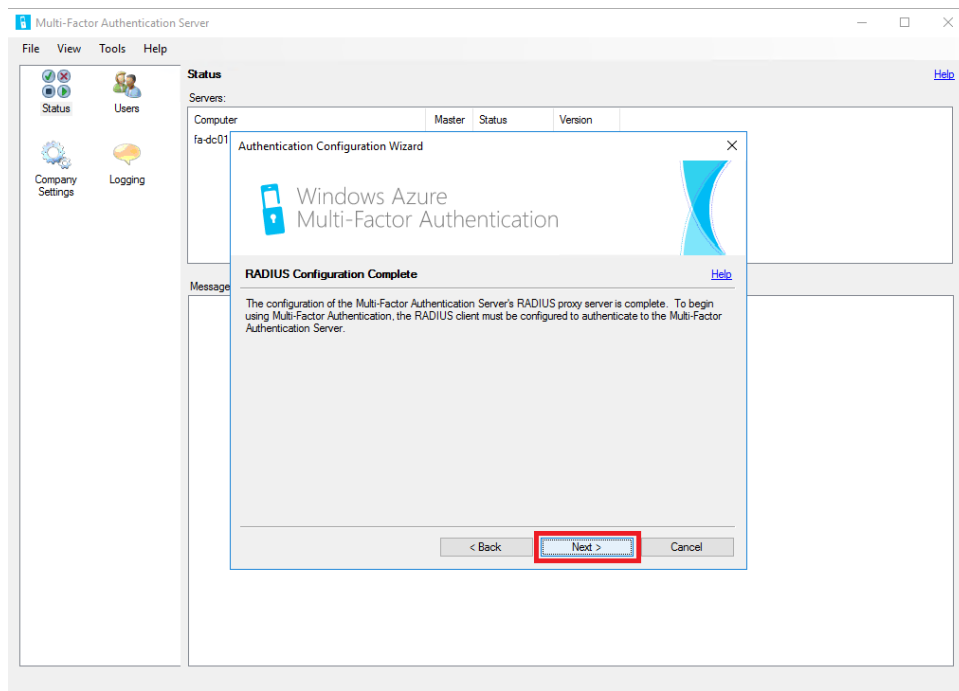 Multi-Factor Authentication Server
File View Tools Help
Status
Users
Company
Settings
Logging
Status
Help
Servers:
Computer Master Status Version
fa-dc01
Message
Authentication Configuration Wizard
Windows Azure
Multi-Factor Authentication
RADIUS Configuration Complete
Help
The configuration of the Multi-Factor Authentication Server's RADIUS proxy server is complete. To begin
using Multi-Factor Authentication, the RADIUS client must be configured to authenticate to the Multi-Factor
Authentication Server.
< Back Next > Cancel